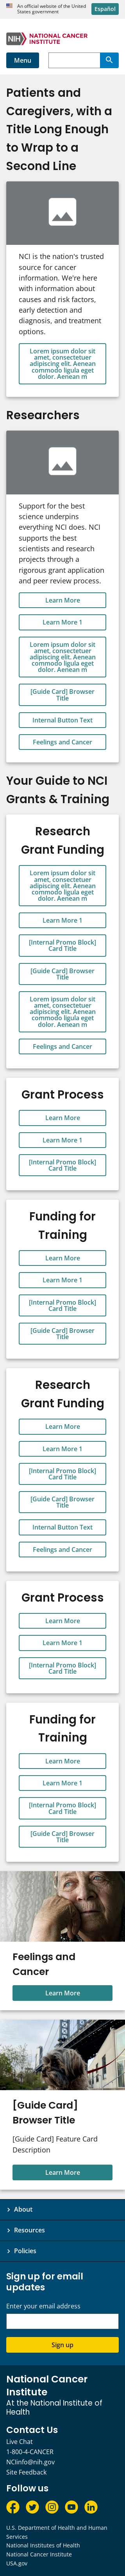 An official website of the United
States government
Español
NIH NATIONAL CANCER
INSTITUTE
Menu
Patients and
Caregivers, with a
Title Long Enough
to Wrap to a
Second Line
NCI is the nation's trusted
source for cancer
information. We're here
with information about
causes and risk factors,
early detection and
diagnosis, and treatment
options.
Lorem ipsum dolor sit
amet, consectetuer
adipiscing elit. Aenean
commodo ligula eget
dolor. Aenean m
Researchers
Support for the best
science underpins
everything NCI does. NCI
supports the best
scientists and research
projects through a
rigorous grant application
and peer review process.
Learn More
Learn More 1
Lorem ipsum dolor sit
amet, consectetuer
adipiscing elit. Aenean
commodo ligula eget
dolor. Aenean m
[Guide Card] Browser
Title
Internal Button Text
Feelings and Cancer
Your Guide to NCI
Grants & Training
Research
Grant Funding
Lorem ipsum dolor sit
amet, consectetuer
adipiscing elit. Aenean
commodo ligula eget
dolor. Aenean m
Learn More 1
[Internal Promo Block]
Card Title
[Guide Card] Browser
Title
Lorem ipsum dolor sit
amet, consectetuer
adipiscing elit. Aenean
commodo ligula eget
dolor. Aenean m
Feelings and Cancer
Grant Process
Learn More
Learn More 1
[Internal Promo Block]
Card Title
Funding for
Training
Learn More
Learn More 1
[Internal Promo Block]
Card Title
[Guide Card] Browser
Title
Research
Grant Funding
Learn More
Learn More 1
[Internal Promo Block]
Card Title
[Guide Card] Browser
Title
Internal Button Text
Feelings and Cancer
Grant Process
Learn More
Learn More 1
[Internal Promo Block]
Card Title
Funding for
Training
Learn More
Learn More 1
[Internal Promo Block]
Card Title
[Guide Card] Browser
Title
Feelings and
Cancer
Learn More
[Guide Card]
Browser Title
[Guide Card] Feature Card
Description
Learn More
About
Resources
Policies
Sign up for email
updates
Enter your email address
Sign up
National Cancer
Institute
At the National Institute of
Health
Contact Us
Live Chat
1-800-4-CANCER
NCIinfo@nih.gov
Site Feedback
Follow us
U.S. Department of Health and Human
Services
National Institutes of Health
National Cancer Institute
USA.gov